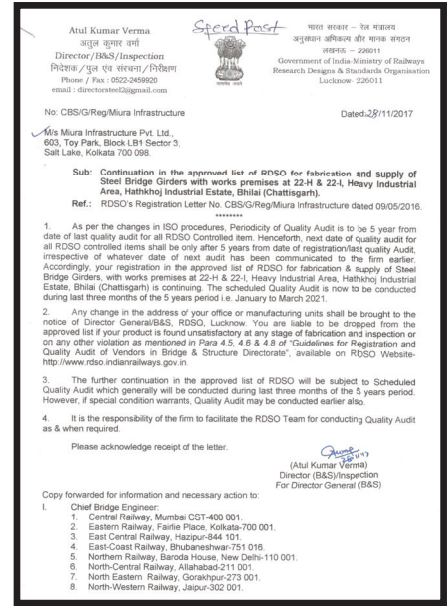 Speed Post
Atul Kumar Verma
अतुल कुमार वर्मा
Director/B&S/Inspection
निदेशक/पुल एंव संरचना/निरीक्षण
Phone / Fax : 0522-2459920
email : directorsteel2@gmail.com
भारत सरकार – रेल मंत्रालय
अनुसंधान अभिकल्प और मानक संगठन
लखनऊ - 226011
Government of India-Ministry of Railways
Research Designs & Standards Organisation
Lucknow- 226011
No: CBS/G/Reg/Miura Infrastructure
Dated:28/11/2017
M/s Miura Infrastructure Pvt. Ltd.,
603, Toy Park, Block LB1 Sector 3,
Salt Lake, Kolkata 700 098.
Sub: Continuation in the approved list of RDSO for fabrication and supply of
Steel Bridge Girders with works premises at 22-H & 22-I, Heavy Industrial
Area, Hathkhoj Industrial Estate, Bhilai (Chattisgarh).
Ref.: RDSO's Registration Letter No. CBS/G/Reg/Miura Infrastructure dated 09/05/2016.
********
1. As per the changes in ISO procedures, Periodicity of Quality Audit is to be 5 year from
date of last quality audit for all RDSO Controlled item. Henceforth, next date of quality audit for
all RDSO controlled items shall be only after 5 years from date of registration/last quality Audit,
irrespective of whatever date of next audit has been communicated to the firm earlier.
Accordingly, your registration in the approved list of RDSO for fabrication & supply of Steel
Bridge Girders, with works premises at 22-H & 22-I, Heavy Industrial Area, Hathkhoj Industrial
Estate, Bhilai (Chattisgarh) is continuing. The scheduled Quality Audit is now to be conducted
during last three months of the 5 years period i.e. January to March 2021.
2. Any change in the address of your office or manufacturing units shall be brought to the
notice of Director General/B&S, RDSO, Lucknow. You are liable to be dropped from the
approved list if your product is found unsatisfactory at any stage of fabrication and inspection or
on any other violation as mentioned in Para 4.5, 4.6 & 4.8 of "Guidelines for Registration and
Quality Audit of Vendors in Bridge & Structure Directorate", available on RDSO Website-
http://www.rdso.indianrailways.gov.in.
3. The further continuation in the approved list of RDSO will be subject to Scheduled
Quality Audit which generally will be conducted during last three months of the 5 years period.
However, if special condition warrants, Quality Audit may be conducted earlier also.
4. It is the responsibility of the firm to facilitate the RDSO Team for conducting Quality Audit
as & when required.
Please acknowledge receipt of the letter.
(Atul Kumar Verma)
Director (B&S)/Inspection
For Director General (B&S)
Copy forwarded for information and necessary action to:
I. Chief Bridge Engineer:
1. Central Railway, Mumbai CST-400 001.
2. Eastern Railway, Fairlie Place, Kolkata-700 001.
3. East Central Railway, Hazipur-844 101.
4. East-Coast Railway, Bhubaneshwar-751 016.
5. Northern Railway, Baroda House, New Delhi-110 001.
6. North-Central Railway, Allahabad-211 001.
7. North Eastern Railway, Gorakhpur-273 001.
8. North-Western Railway, Jaipur-302 001.